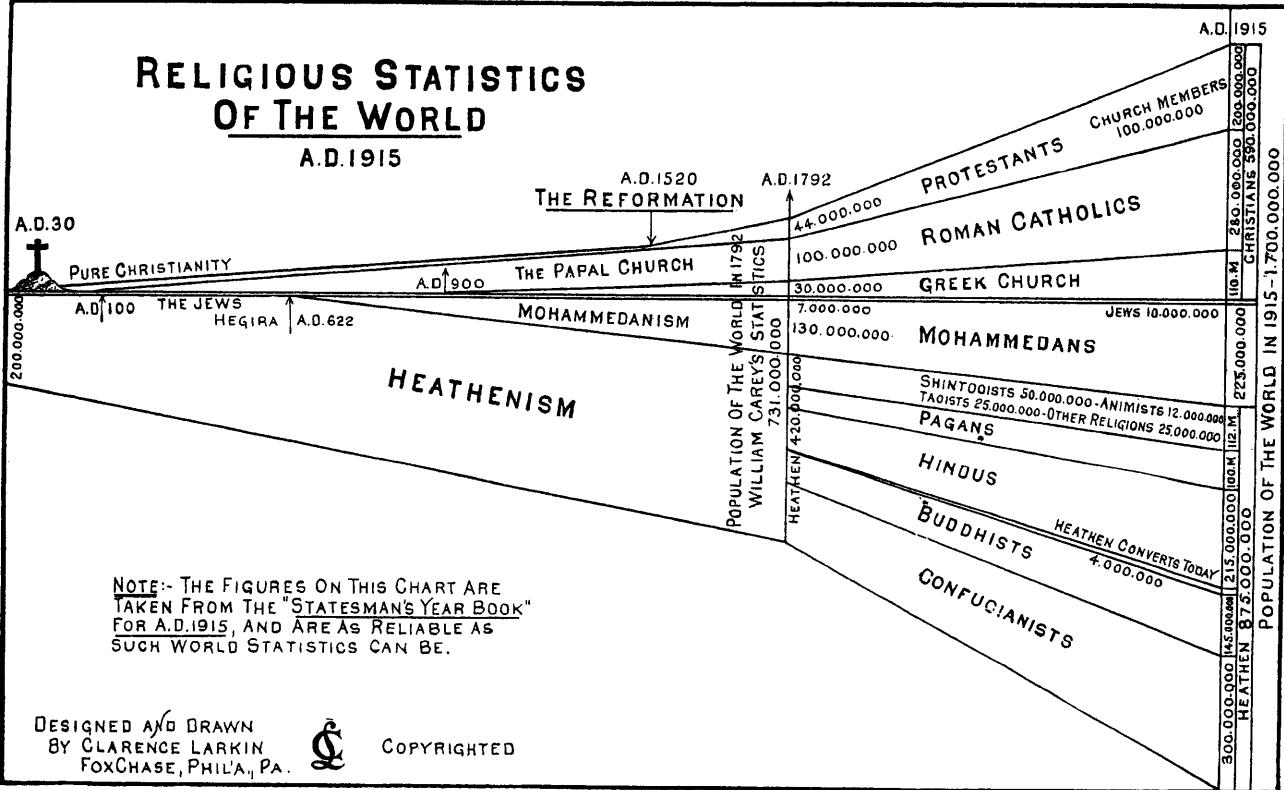 A.D. 1915
RELIGIOUS STATISTICS
OF THE WORLD
A.D. 1915
A.D. 1520
THE REFORMATION
A.D. 1792
A.D. 30
PURE CHRISTIANITY
A.D. 100
THE JEWS
HEGIRA
A.D. 622
A.D. 900
THE PAPAL CHURCH
MOHAMMEDANISM
HEATHENISM
200.000.000
POPULATION OF THE WORLD IN 1792
WILLIAM CAREY'S STATISTICS
731.000.000
HEATHEN 420.000.000
44.000.000
PROTESTANTS
CHURCH MEMBERS
100.000.000
100.000.000
ROMAN CATHOLICS
30.000.000
GREEK CHURCH
7.000.000
JEWS 10.000.000
130.000.000
MOHAMMEDANS
SHINTOOISTS 50.000.000-ANIMISTS 12.000.000
TAOISTS 25.000.000-OTHER RELIGIONS 25.000.000
PAGANS
HINDUS
HEATHEN CONVERTS TODAY
4.000.000
BUDDHISTS
CONFUCIANISTS
200.000.000
280.000.000
110.M
225.000.000
112.M
100.M
215.000.000
145.000.000
300.000.000
CHRISTIANS 590.000.000
HEATHEN 875.000.000
POPULATION OF THE WORLD IN 1915-1.700.000.000
NOTE:- THE FIGURES ON THIS CHART ARE
TAKEN FROM THE "STATESMAN'S YEAR BOOK"
FOR A.D. 1915, AND ARE AS RELIABLE AS
SUCH WORLD STATISTICS CAN BE.
DESIGNED AND DRAWN
BY CLARENCE LARKIN
FOXCHASE, PHIL'A., PA.
CL
COPYRIGHTED